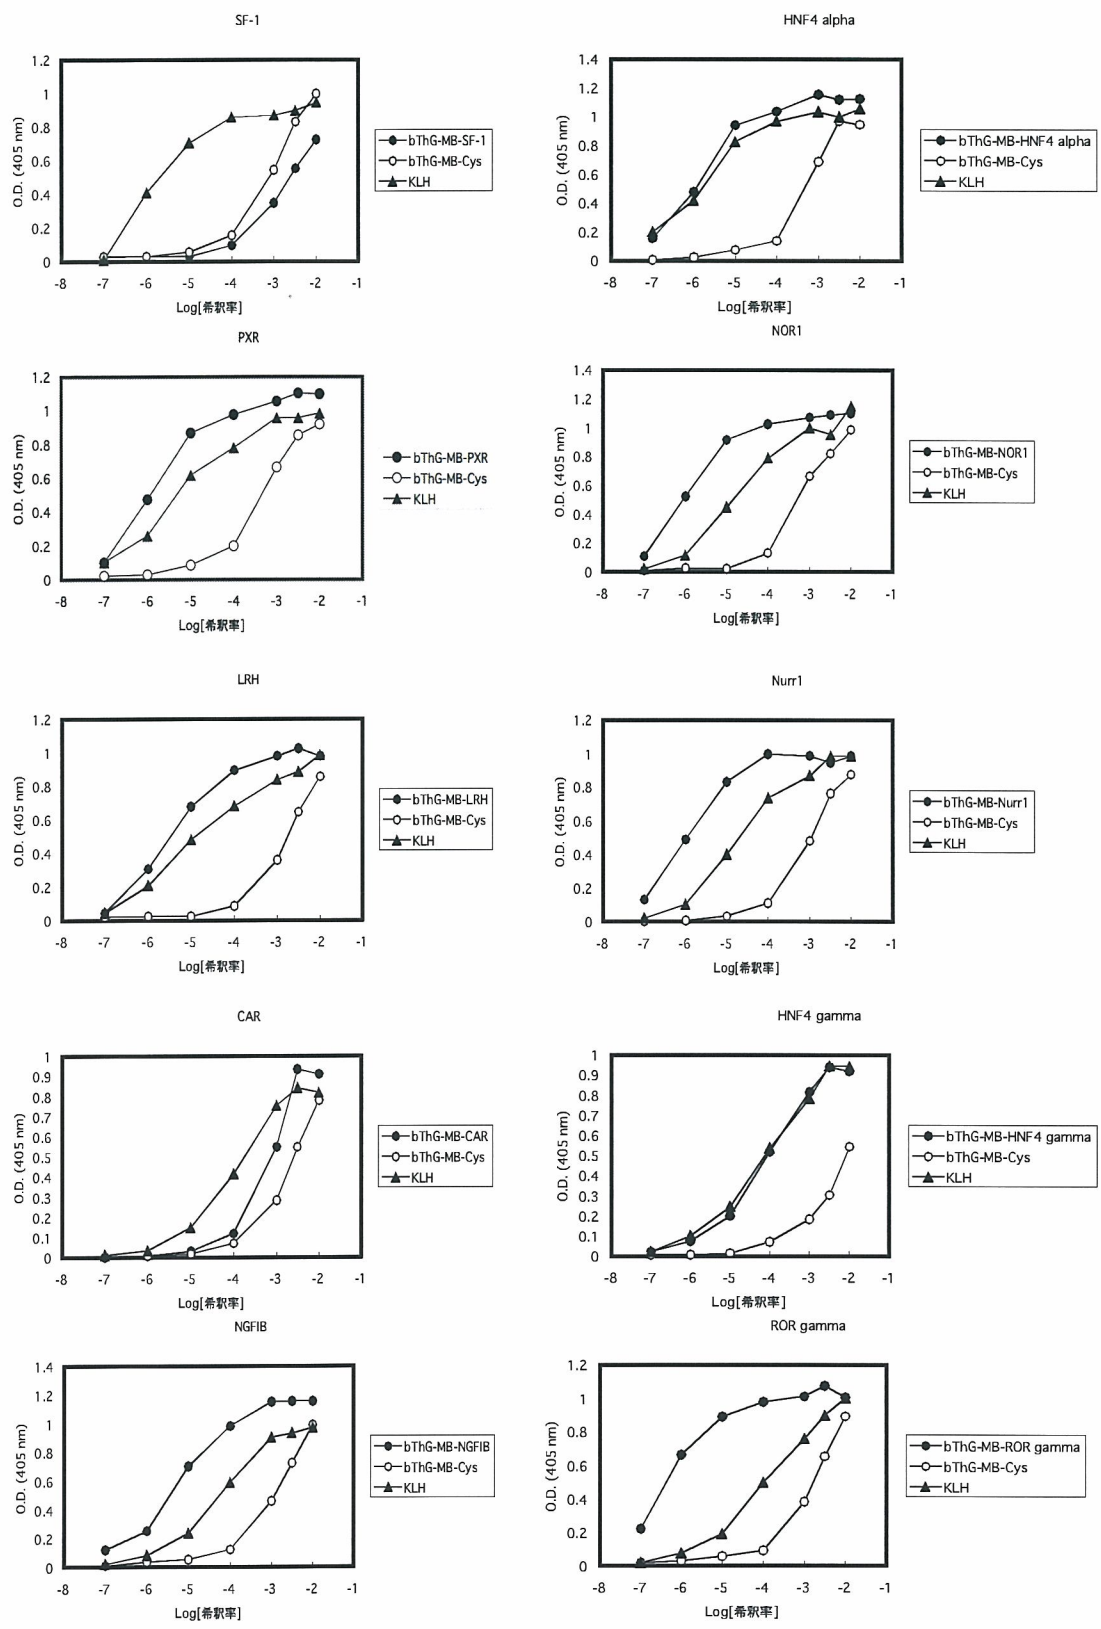 SF-1
1.2
1
0.8
0.6
0.4
0.2
0
O.D. (405 nm)
-8 -7 -6 -5 -4 -3 -2 -1
Log[希釈率]
bThG-MB-SF-1
bThG-MB-Cys
KLH
HNF4 alpha
1.4
1.2
1
0.8
0.6
0.4
0.2
0
O.D. (405 nm)
-8 -7 -6 -5 -4 -3 -2 -1
Log[希釈率]
bThG-MB-HNF4 alpha
bThG-MB-Cys
KLH
PXR
1.2
1
0.8
0.6
0.4
0.2
0
O.D. (405 nm)
-8 -7 -6 -5 -4 -3 -2 -1
Log[希釈率]
bThG-MB-PXR
bThG-MB-Cys
KLH
NOR1
1.4
1.2
1
0.8
0.6
0.4
0.2
0
O.D. (405 nm)
-8 -7 -6 -5 -4 -3 -2 -1
Log[希釈率]
bThG-MB-NOR1
bThG-MB-Cys
KLH
LRH
1.2
1
0.8
0.6
0.4
0.2
0
O.D. (405 nm)
-8 -7 -6 -5 -4 -3 -2 -1
Log[希釈率]
bThG-MB-LRH
bThG-MB-Cys
KLH
Nurr1
1.2
1
0.8
0.6
0.4
0.2
0
O.D. (405 nm)
-8 -7 -6 -5 -4 -3 -2 -1
Log[希釈率]
bThG-MB-Nurr1
bThG-MB-Cys
KLH
CAR
1
0.9
0.8
0.7
0.6
0.5
0.4
0.3
0.2
0.1
0
O.D. (405 nm)
-8 -7 -6 -5 -4 -3 -2 -1
Log[希釈率]
bThG-MB-CAR
bThG-MB-Cys
KLH
HNF4 gamma
1
0.9
0.8
0.7
0.6
0.5
0.4
0.3
0.2
0.1
0
O.D. (405 nm)
-8 -7 -6 -5 -4 -3 -2 -1
Log[希釈率]
bThG-MB-HNF4 gamma
bThG-MB-Cys
KLH
NGFIB
1.4
1.2
1
0.8
0.6
0.4
0.2
0
O.D. (405 nm)
-8 -7 -6 -5 -4 -3 -2 -1
Log[希釈率]
bThG-MB-NGFIB
bThG-MB-Cys
KLH
ROR gamma
1.2
1
0.8
0.6
0.4
0.2
0
O.D. (405 nm)
-8 -7 -6 -5 -4 -3 -2 -1
Log[希釈率]
bThG-MB-ROR gamma
bThG-MB-Cys
KLH